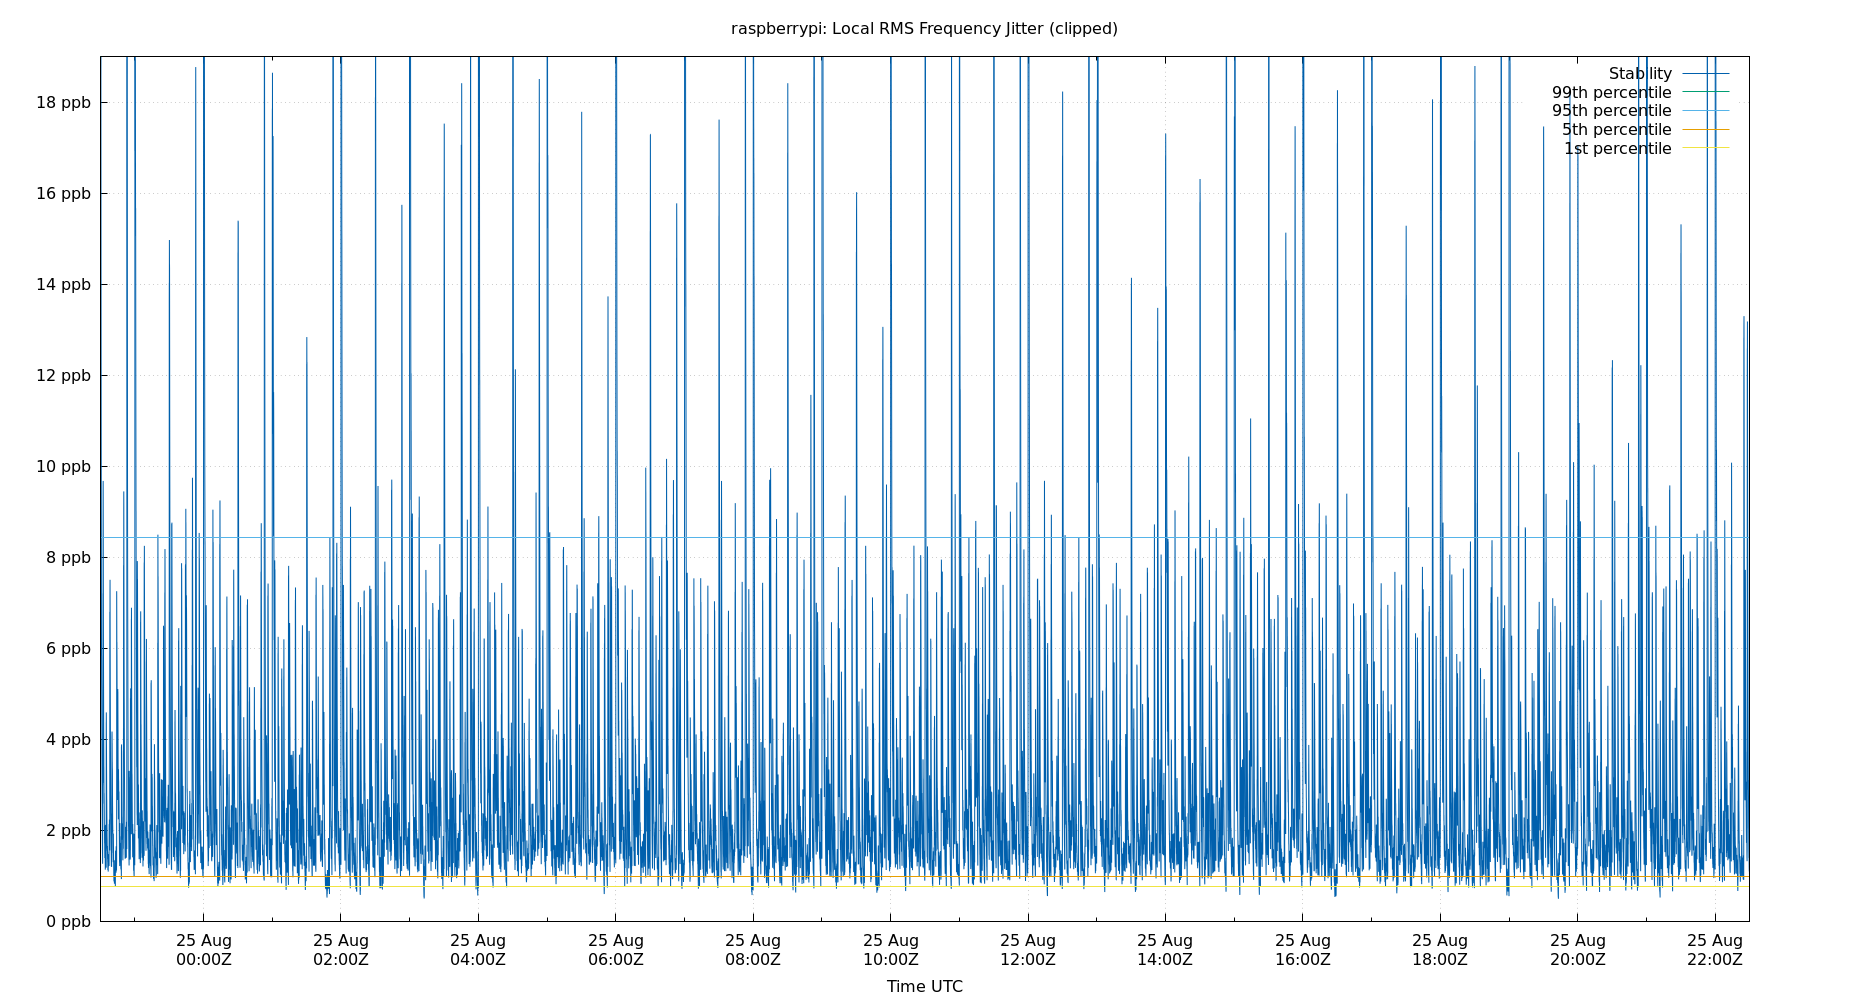 raspberrypi: Local RMS Frequency Jitter (clipped)
Stability
99th percentile
95th percentile
5th percentile
1st percentile
18 ppb
16 ppb
14 ppb
12 ppb
10 ppb
8 ppb
6 ppb
4 ppb
2 ppb
0 ppb
25 Aug 25 Aug 25 Aug 25 Aug 25 Aug 25 Aug 25 Aug 25 Aug 25 Aug 25 Aug 25 Aug 25 Aug
00:00Z 02:00Z 04:00Z 06:00Z 08:00Z 10:00Z 12:00Z 14:00Z 16:00Z 18:00Z 20:00Z 22:00Z
Time UTC